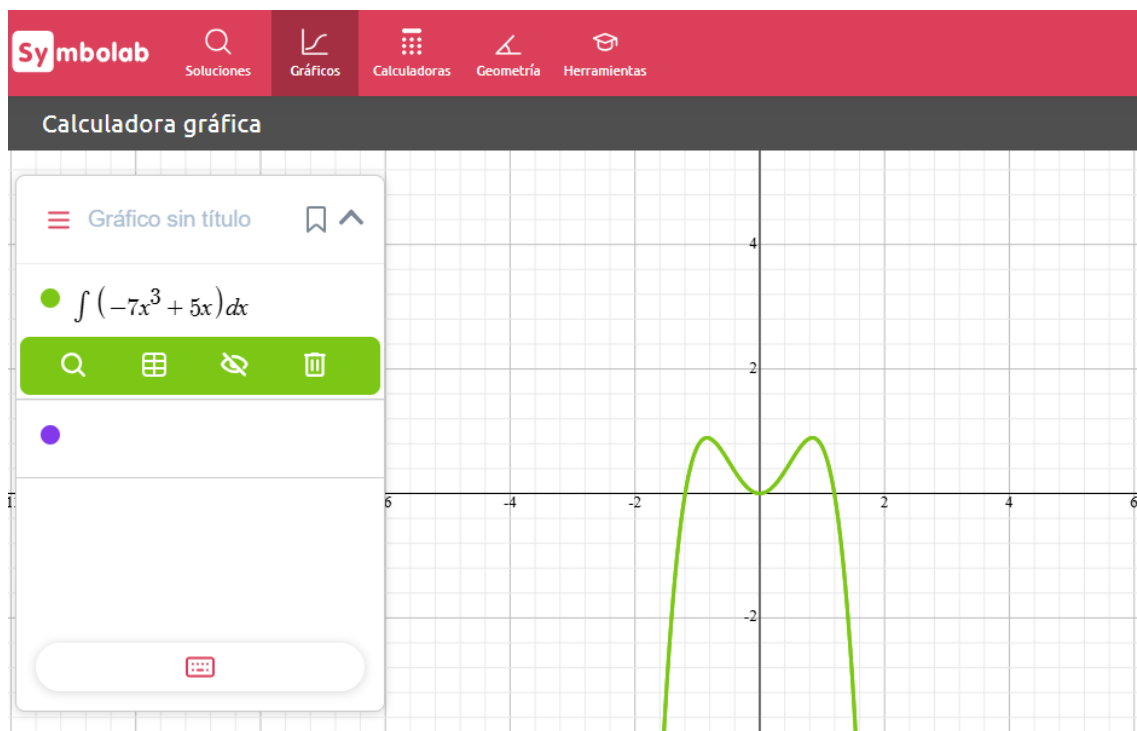 Symbolab
Soluciones
Gráficos
Calculadoras
Geometría
Herramientas
Calculadora gráfica
Gráfico sin título
∫(−7x³ + 5x)dx
4
2
6
-4
-2
2
4
6
-2